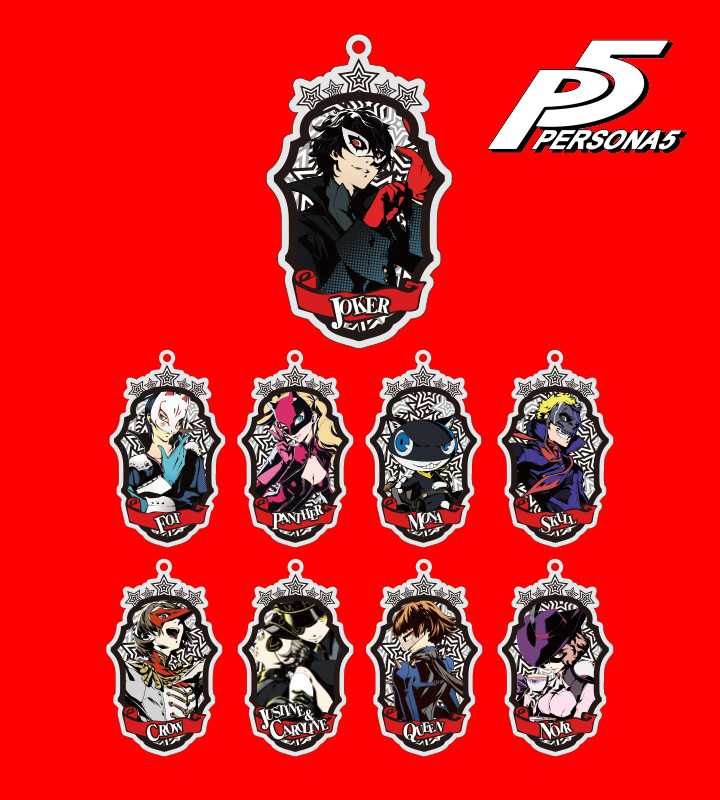 P5
PERSONA5
JOKER
FOX
PANTHER
MONA
SKULL
CROW
JUSTINE &
CAROLINE
QUEEN
NOIR